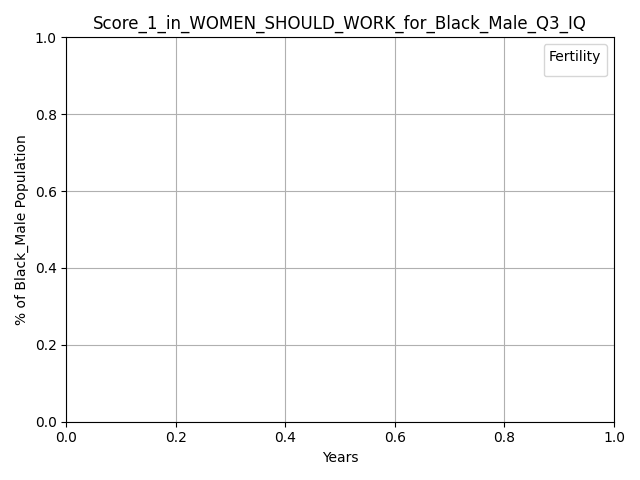 Score_1_in_WOMEN_SHOULD_WORK_for_Black_Male_Q3_IQ
Fertility
% of Black_Male Population
1.0
0.8
0.6
0.4
0.2
0.0
0.0 0.2 0.4 0.6 0.8 1.0
Years